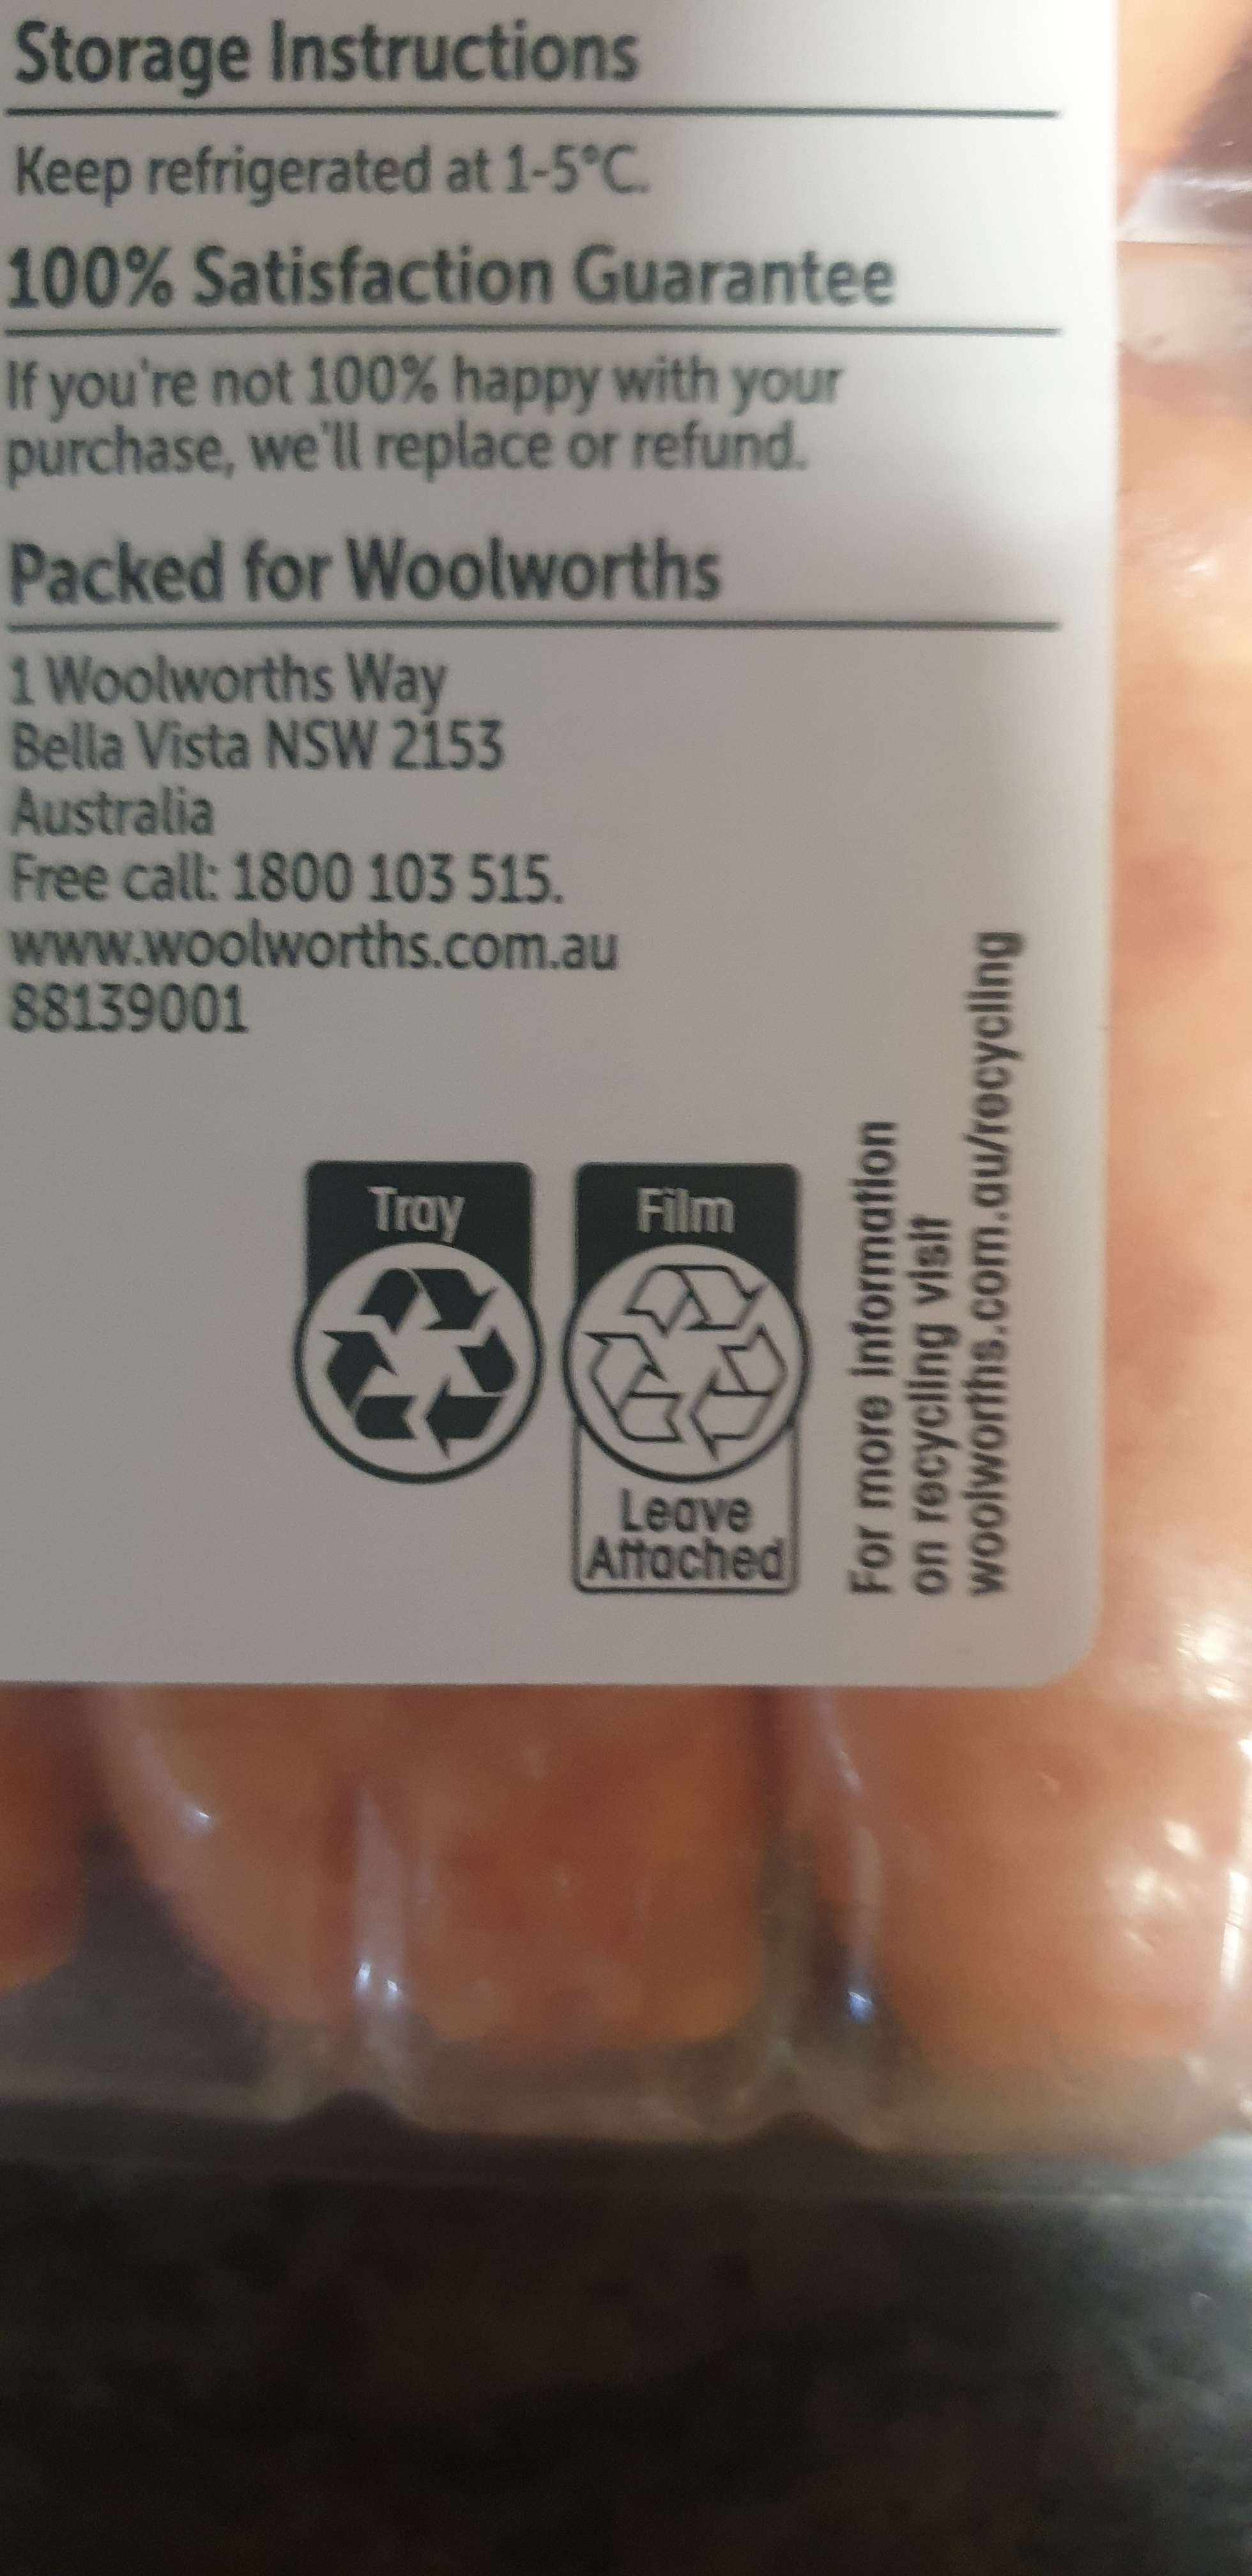 Storage Instructions
Keep refrigerated at 1-5°C.
100% Satisfaction Guarantee
If you're not 100% happy with your
purchase, we'll replace or refund.
Packed for Woolworths
1 Woolworths Way
Bella Vista NSW 2153
Australia
Free call: 1800 103 515.
www.woolworths.com.au
88139001
Tray
Film
Leave
Attached
For more information
on recycling visit
woolworths.com.au/recycling